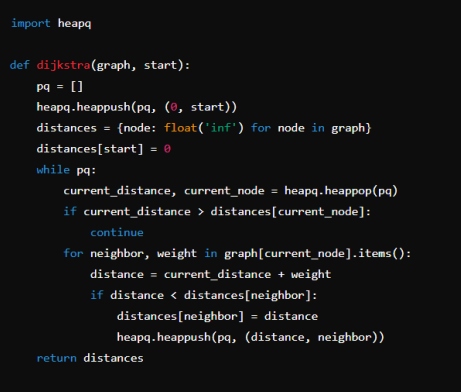 import heapq

def dijkstra(graph, start):
    pq = []
    heapq.heappush(pq, (0, start))
    distances = {node: float('inf') for node in graph}
    distances[start] = 0
    while pq:
        current_distance, current_node = heapq.heappop(pq)
        if current_distance > distances[current_node]:
            continue
        for neighbor, weight in graph[current_node].items():
            distance = current_distance + weight
            if distance < distances[neighbor]:
                distances[neighbor] = distance
                heapq.heappush(pq, (distance, neighbor))
    return distances